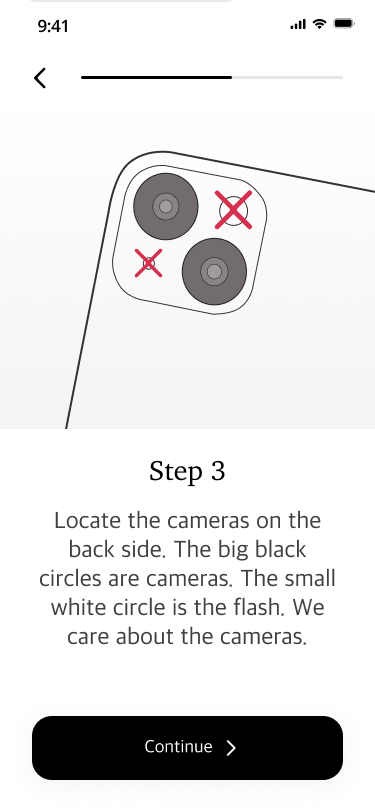 9:41
Step 3
Locate the cameras on the
back side. The big black
circles are cameras. The small
white circle is the flash. We
care about the cameras.
Continue